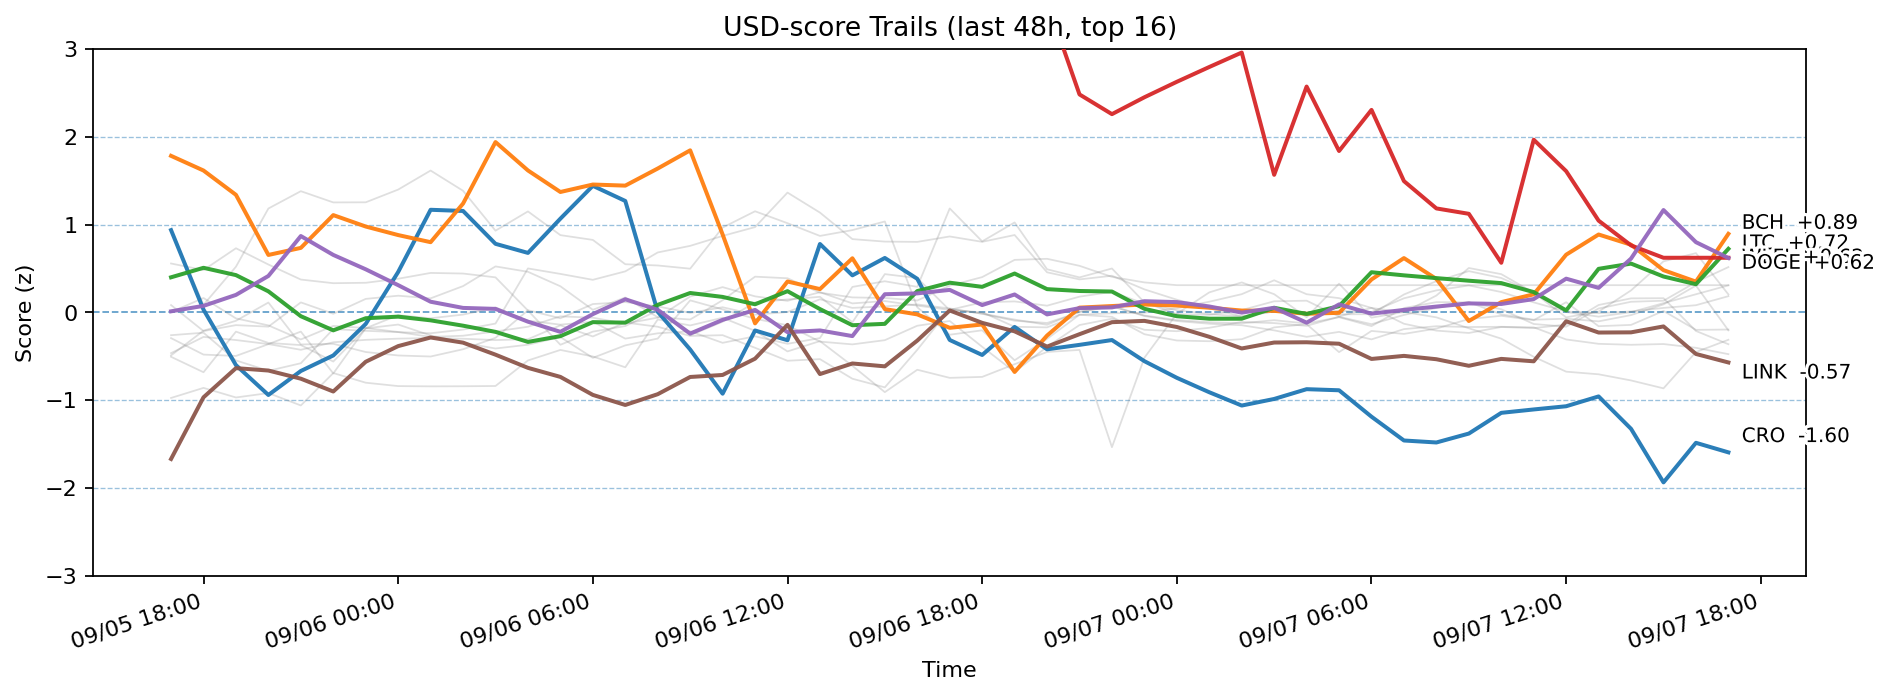 USD-score Trails (last 48h, top 16)
Score (z)
3
2
1
0
−1
−2
−3
BCH +0.89
LTC +0.72
DOGE +0.62
LINK -0.57
CRO -1.60
09/05 18:00
09/06 00:00
09/06 06:00
09/06 12:00
09/06 18:00
09/07 00:00
09/07 06:00
09/07 12:00
09/07 18:00
Time